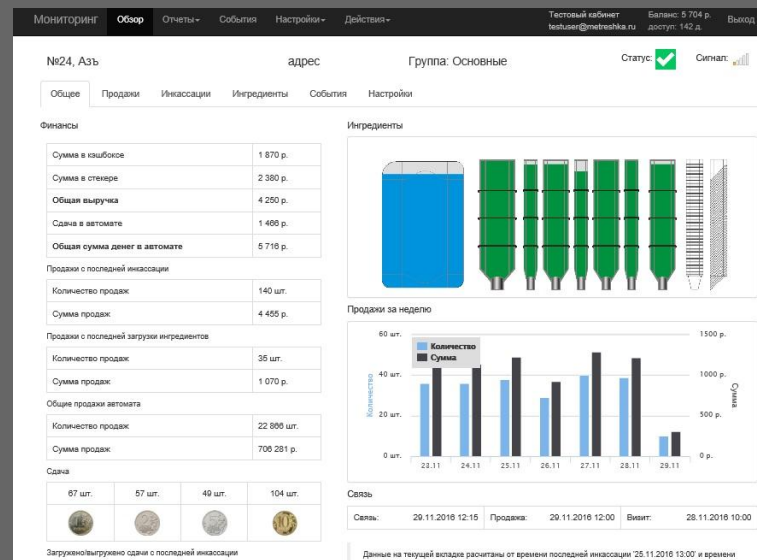 Мониторинг Обзор Отчеты События Настройки Действия Тестовый кабинет testuser@metreshka.ru Баланс: 5 704 р. доступ: 142 д. Выход
№24, Азъ адрес Группа: Основные Статус: Сигнал:
Общее Продажи Инкассации Ингредиенты События Настройки
Финансы
Сумма в кэшбоксе 1 870 р.
Сумма в стекере 2 380 р.
Общая выручка 4 250 р.
Сдача в автомате 1 466 р.
Общая сумма денег в автомате 5 716 р.
Продажи с последней инкассации
Количество продаж 140 шт.
Сумма продаж 4 455 р.
Продажи с последней загрузки ингредиентов
Количество продаж 35 шт.
Сумма продаж 1 070 р.
Общие продажи автомата
Количество продаж 22 866 шт.
Сумма продаж 706 281 р.
Сдача
67 шт. 57 шт. 49 шт. 104 шт.
Загружено/выгружено сдачи с последней инкассации
Ингредиенты
Продажи за неделю
Количество
Сумма
60 шт. 1500 р.
40 шт. 1000 р.
20 шт. 500 р.
0 шт. 0 р.
Количество
Сумма
23.11 24.11 25.11 26.11 27.11 28.11 29.11
Связь
Связь: 29.11.2016 12:15 Продажа: 29.11.2016 12:00 Визит: 28.11.2016 10:00
Данные на текущей вкладке расчитаны от времени последней инкассации '25.11.2016 13:00' и времени